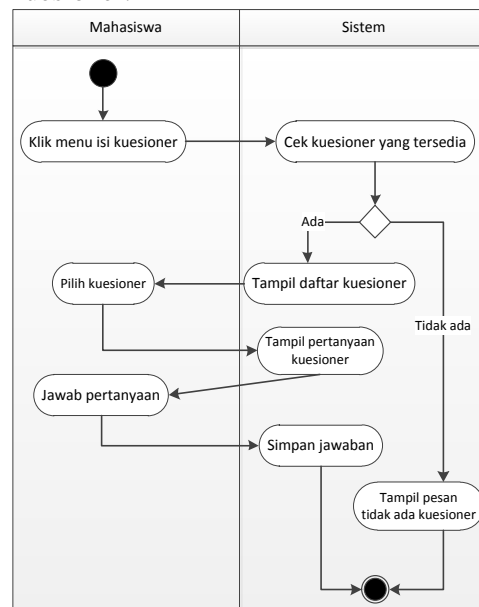 Mahasiswa
Sistem
Klik menu isi kuesioner
Cek kuesioner yang tersedia
Ada
Tampil daftar kuesioner
Pilih kuesioner
Tidak ada
Tampil pertanyaan
kuesioner
Jawab pertanyaan
Simpan jawaban
Tampil pesan
tidak ada kuesioner